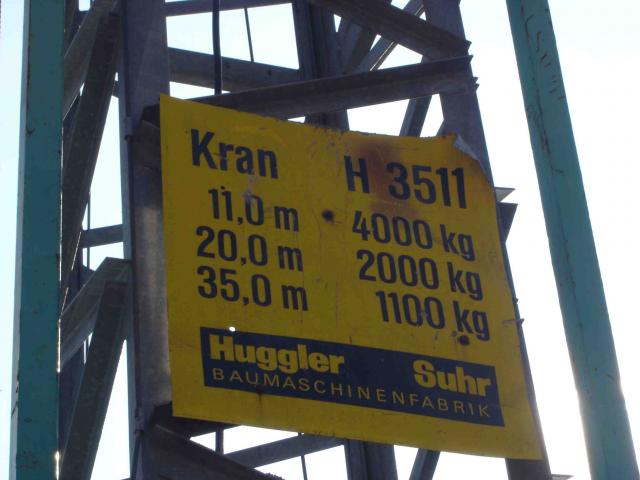 Kran H 3511
11,0 m 4000 kg
20,0 m 2000 kg
35,0 m 1100 kg
Huggler Suhr
BAUMASCHINENFABRIK